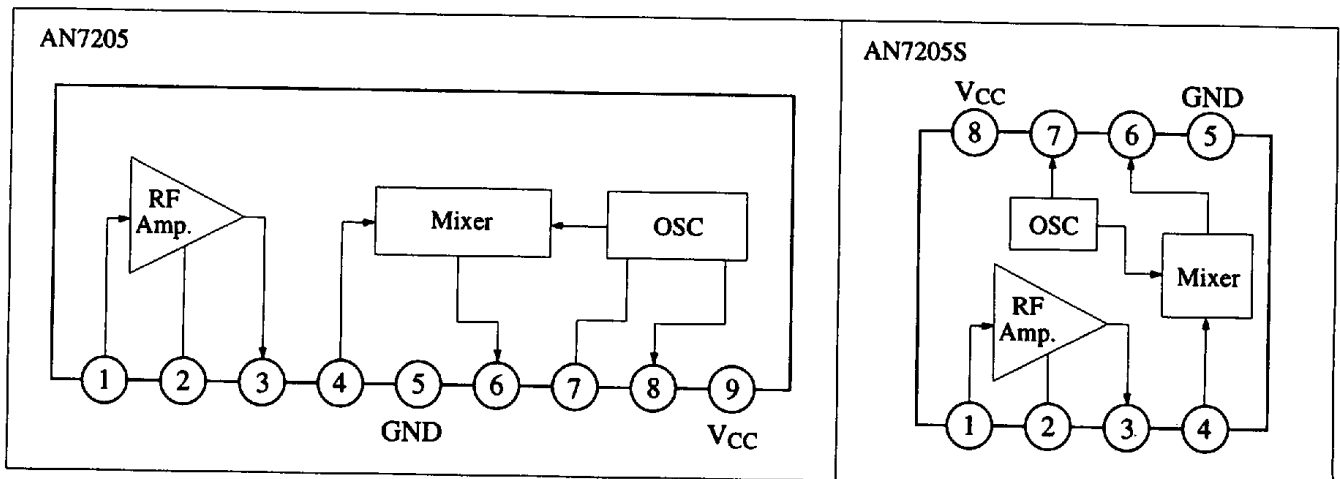 AN7205
RF
Amp.
Mixer
OSC
1 2 3 4 5 6 7 8 9
GND
VCC
AN7205S
VCC
GND
8 7 6 5
OSC
Mixer
RF
Amp.
1 2 3 4